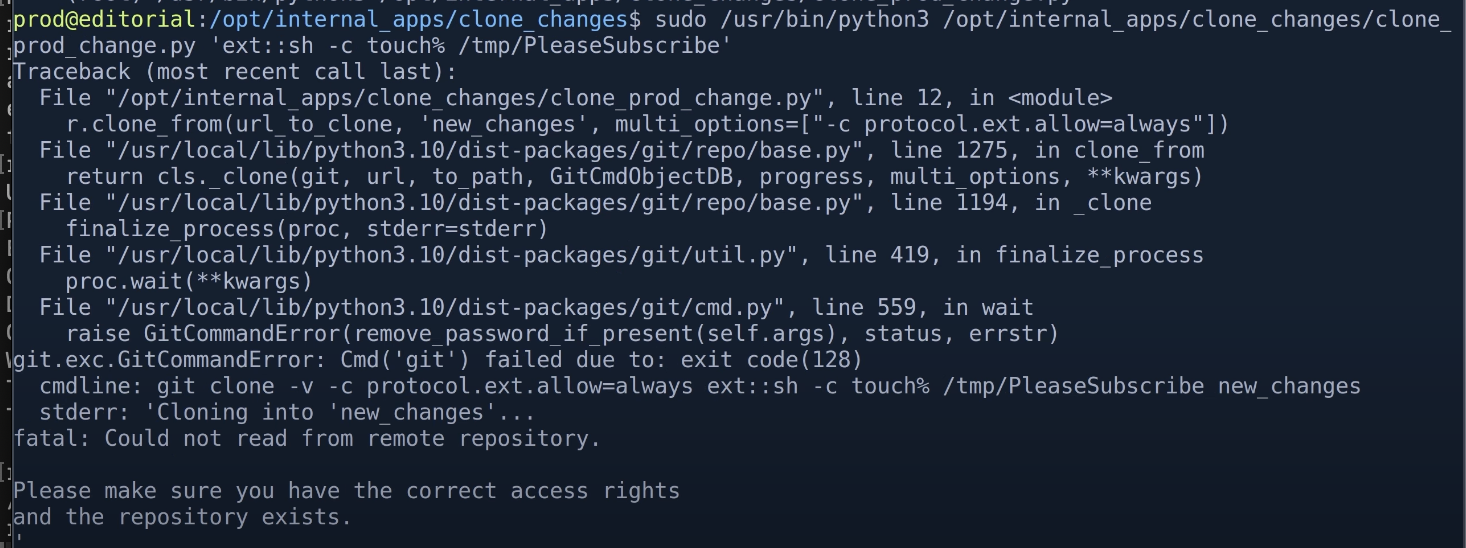 prod@editorial:/opt/internal_apps/clone_changes$ sudo /usr/bin/python3 /opt/internal_apps/clone_changes/clone_
prod_change.py 'ext::sh -c touch% /tmp/PleaseSubscribe'
Traceback (most recent call last):
  File "/opt/internal_apps/clone_changes/clone_prod_change.py", line 12, in <module>
    r.clone_from(url_to_clone, 'new_changes', multi_options=["-c protocol.ext.allow=always"])
  File "/usr/local/lib/python3.10/dist-packages/git/repo/base.py", line 1275, in clone_from
    return cls._clone(git, url, to_path, GitCmdObjectDB, progress, multi_options, **kwargs)
  File "/usr/local/lib/python3.10/dist-packages/git/repo/base.py", line 1194, in _clone
    finalize_process(proc, stderr=stderr)
  File "/usr/local/lib/python3.10/dist-packages/git/util.py", line 419, in finalize_process
    proc.wait(**kwargs)
  File "/usr/local/lib/python3.10/dist-packages/git/cmd.py", line 559, in wait
    raise GitCommandError(remove_password_if_present(self.args), status, errstr)
git.exc.GitCommandError: Cmd('git') failed due to: exit code(128)
  cmdline: git clone -v -c protocol.ext.allow=always ext::sh -c touch% /tmp/PleaseSubscribe new_changes
  stderr: 'Cloning into 'new_changes'...
fatal: Could not read from remote repository.

Please make sure you have the correct access rights
and the repository exists.
'